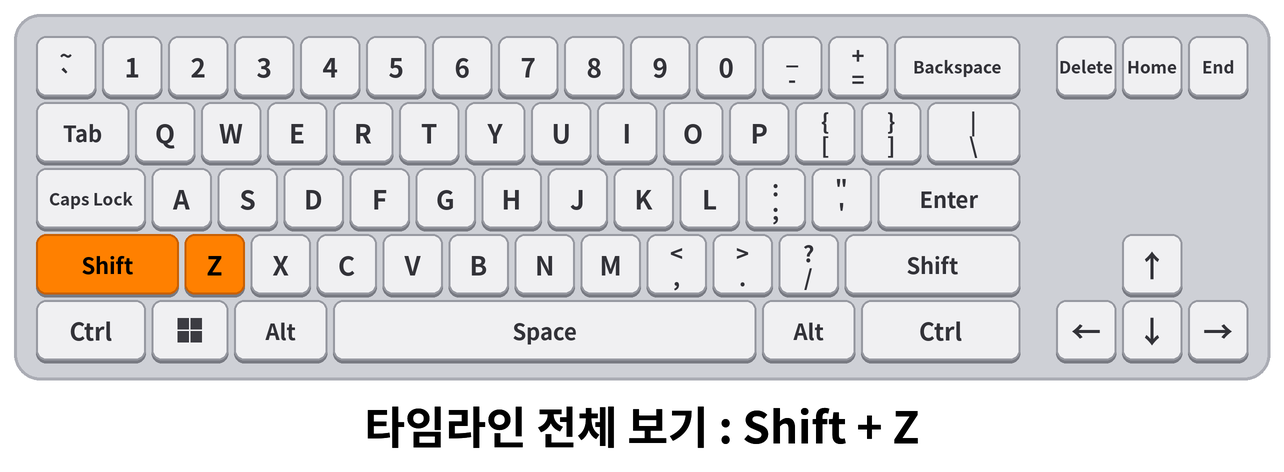 ~ 1 2 3 4 5 6 7 8 9 0 _ + Backspace Delete Home End
` - =
Tab Q W E R T Y U I O P { } |
[ ] \
Caps Lock A S D F G H J K L : " Enter
; '
Shift Z X C V B N M < > ? Shift ↑
, . /
Ctrl Alt Space Alt Ctrl ← ↓ →
타임라인 전체 보기 : Shift + Z